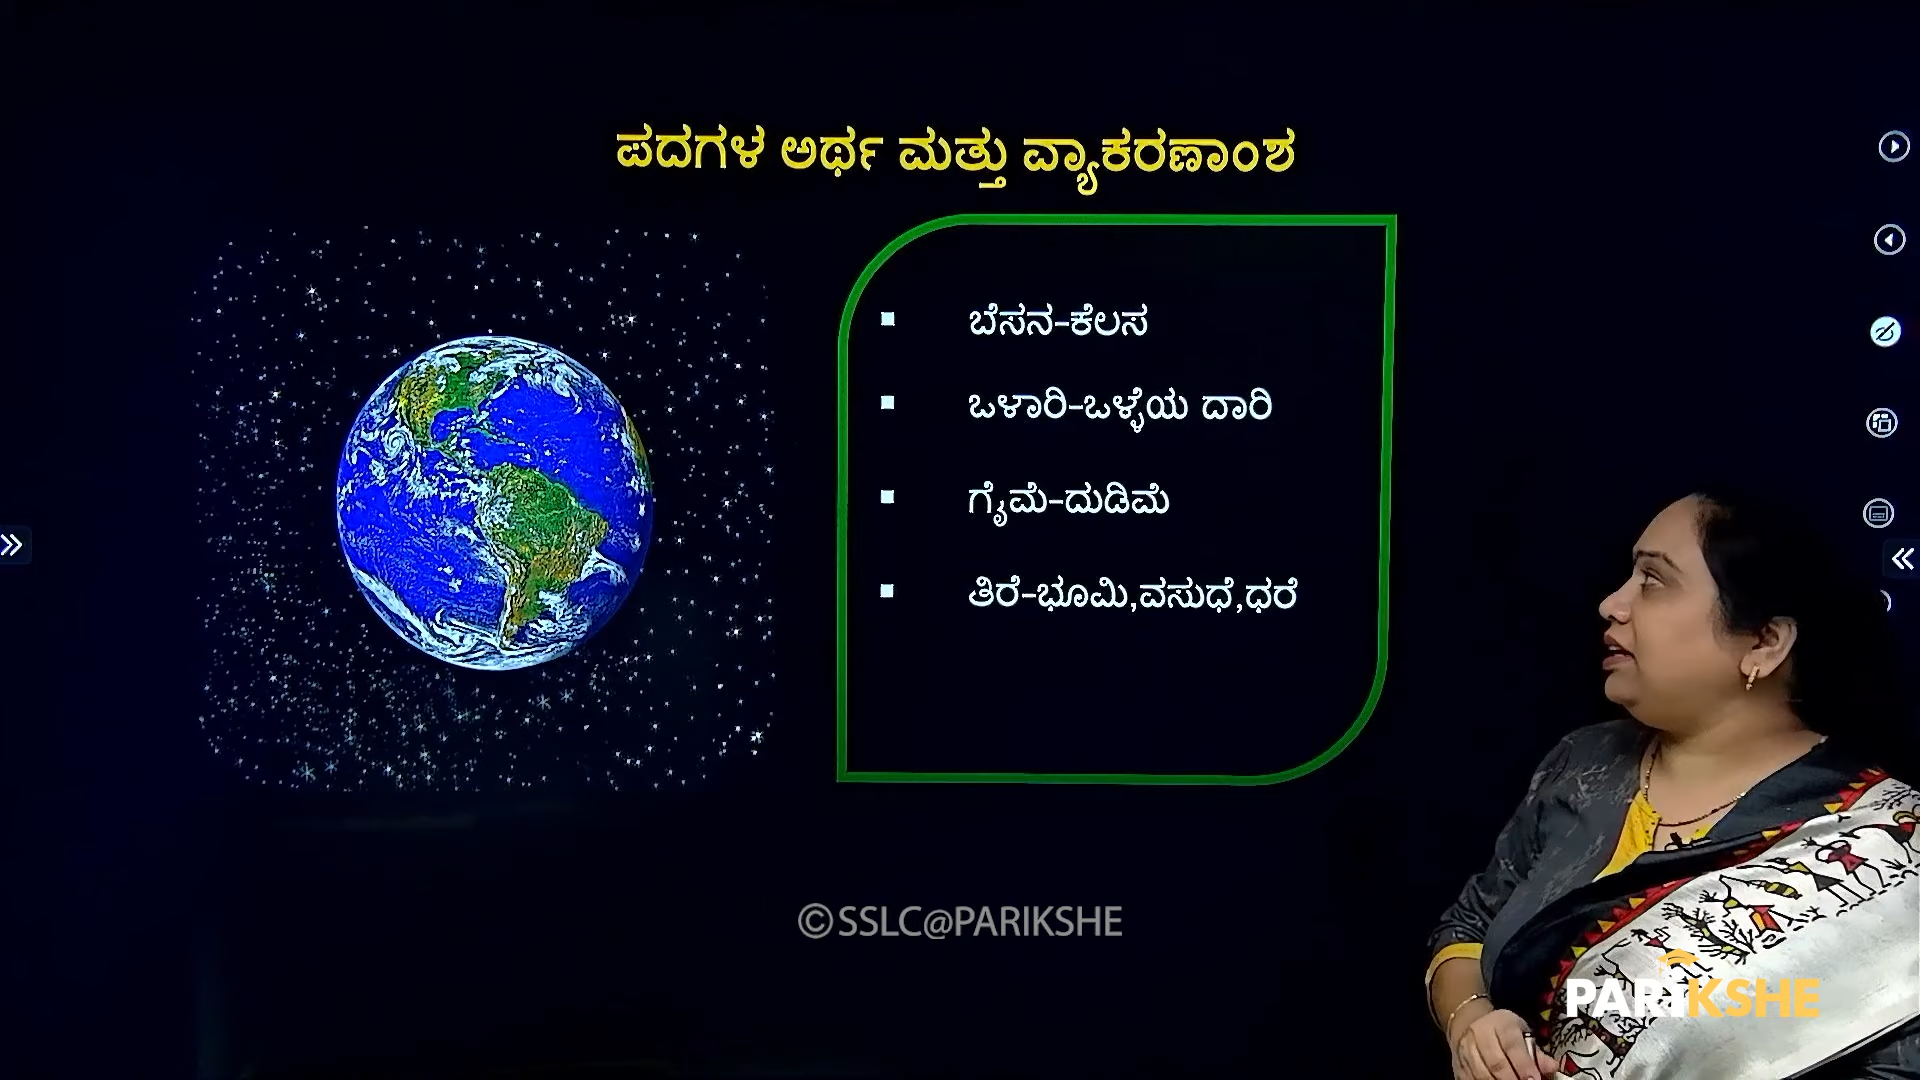 ಪದಗಳ ಅರ್ಥ ಮತ್ತು ವ್ಯಾಕರಣಾಂಶ
▪ ಬೆಸನ-ಕೆಲಸ
▪ ಒಳಾರಿ-ಒಳ್ಳೆಯ ದಾರಿ
▪ ಗೈಮೆ-ದುಡಿಮೆ
▪ ತಿರೆ-ಭೂಮಿ,ವಸುಧೆ,ಧರೆ
©SSLC@PARIKSHE
PARIKSHE